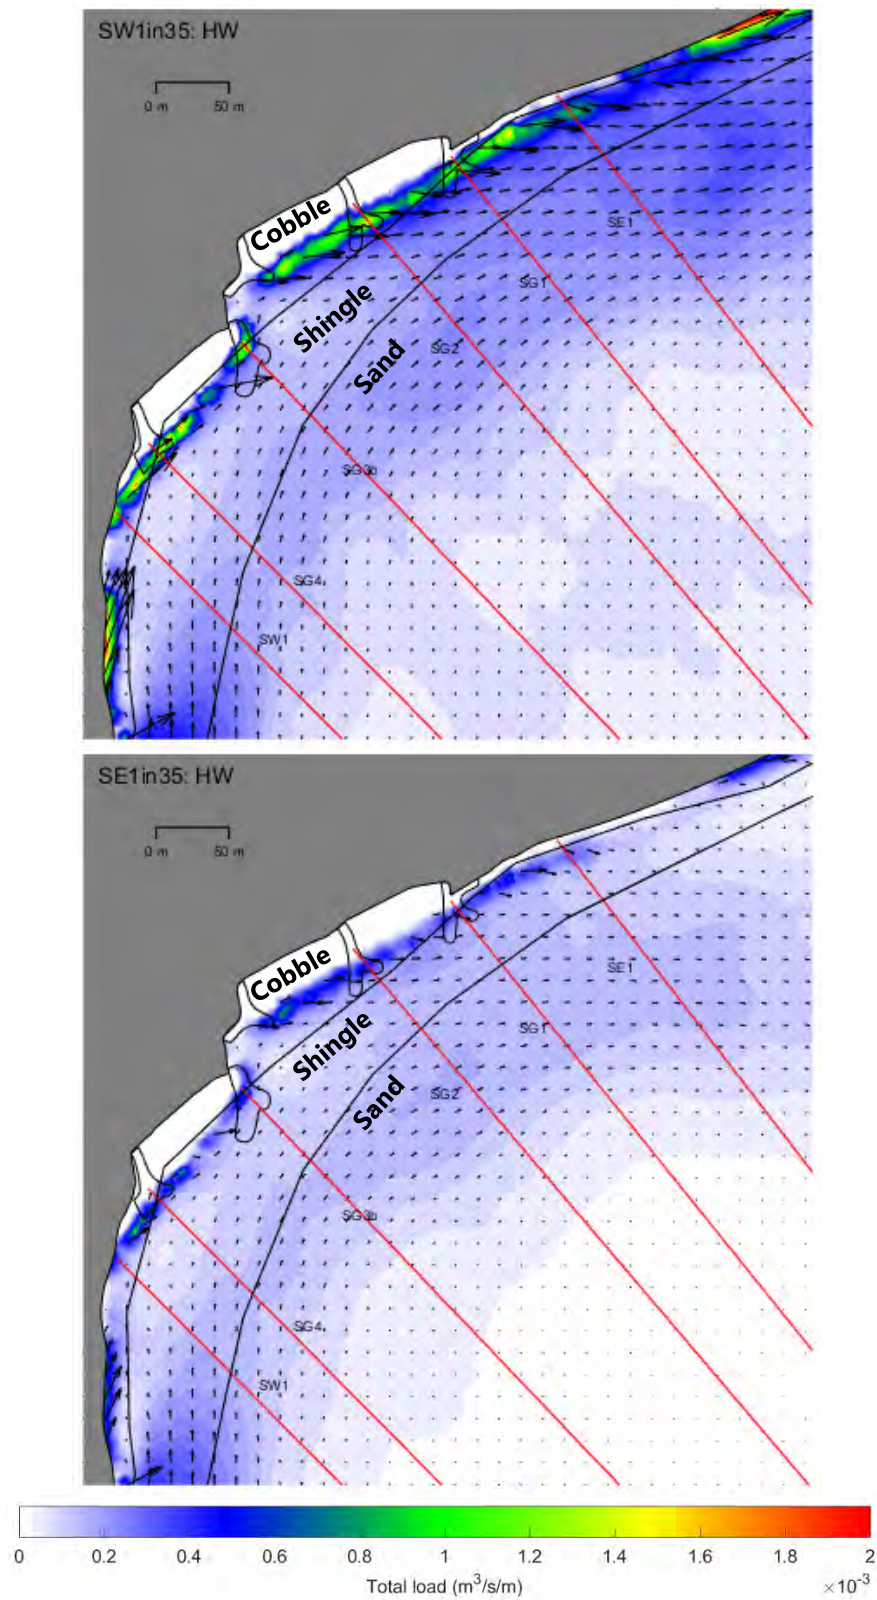 SW1in35: HW
0 m 50 m
Cobble
SE1
SG1
Shingle
SG2
Sand
SG3b
SG4
SW1
SE1in35: HW
0 m 50 m
Cobble
SE1
SG1
Shingle
SG2
Sand
SG3b
SG4
SW1
0 0.2 0.4 0.6 0.8 1 1.2 1.4 1.6 1.8 2
Total load (m³/s/m) ×10⁻³